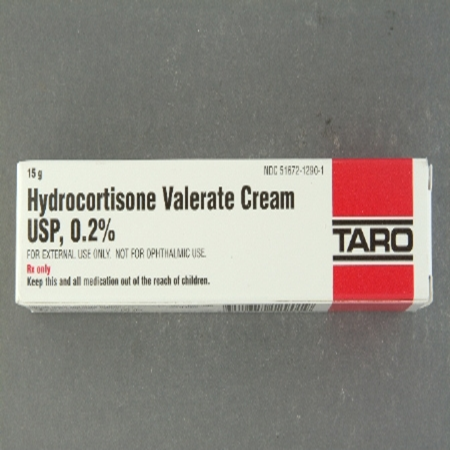 15 g
NDC 51672-1290-1
Hydrocortisone Valerate Cream
USP, 0.2%
TARO
FOR EXTERNAL USE ONLY. NOT FOR OPHTHALMIC USE.
Rx only
Keep this and all medication out of the reach of children.